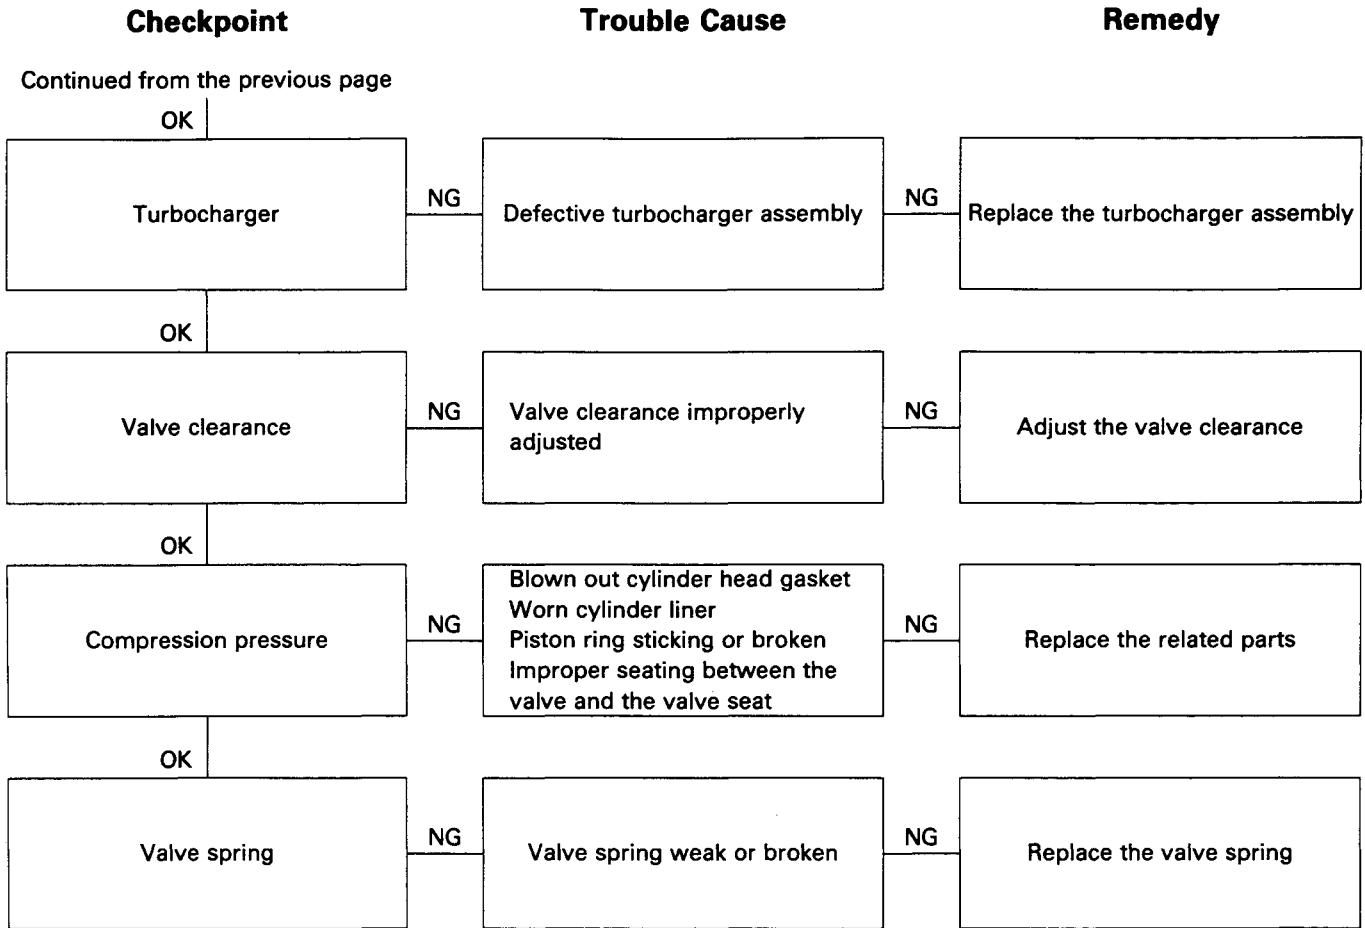 Checkpoint
Trouble Cause
Remedy
Continued from the previous page
OK
Turbocharger
NG
Defective turbocharger assembly
NG
Replace the turbocharger assembly
OK
Valve clearance
NG
Valve clearance improperly
adjusted
NG
Adjust the valve clearance
OK
Compression pressure
NG
Blown out cylinder head gasket
Worn cylinder liner
Piston ring sticking or broken
Improper seating between the
valve and the valve seat
NG
Replace the related parts
OK
Valve spring
NG
Valve spring weak or broken
NG
Replace the valve spring